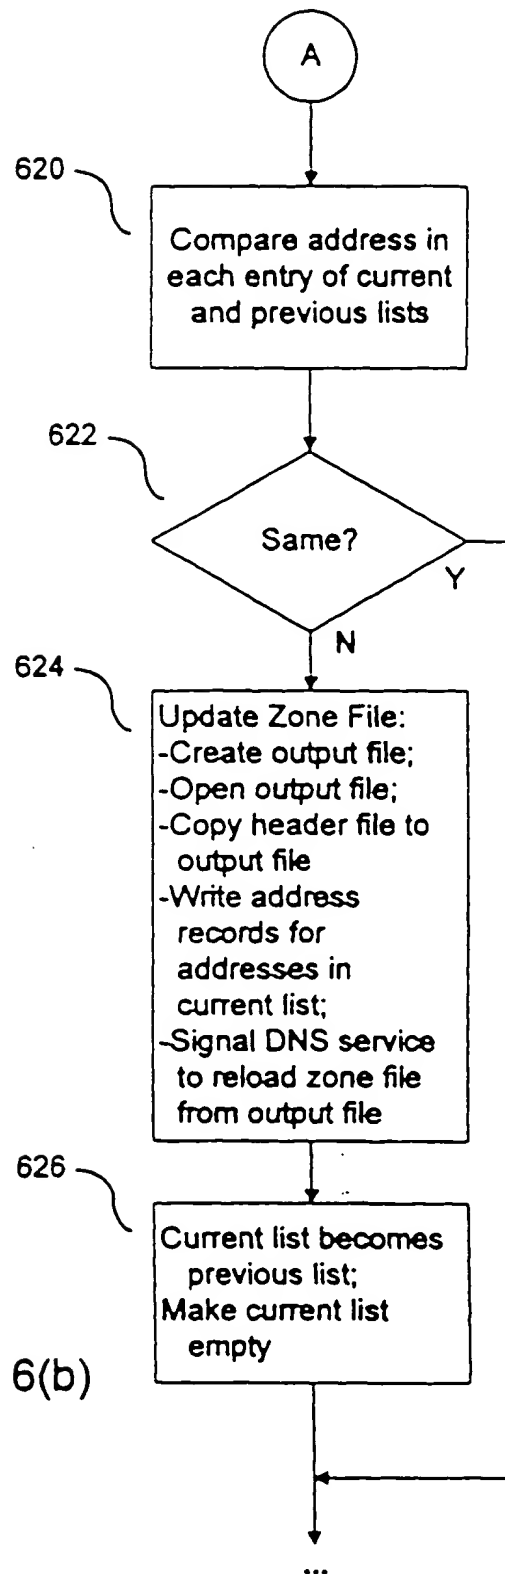 A
620
Compare address in
each entry of current
and previous lists
622
Same?
Y
N
624
Update Zone File:
-Create output file;
-Open output file;
-Copy header file to
output file
-Write address
records for
addresses in
current list;
-Signal DNS service
to reload zone file
from output file
626
Current list becomes
previous list;
Make current list
empty
6(b)
...